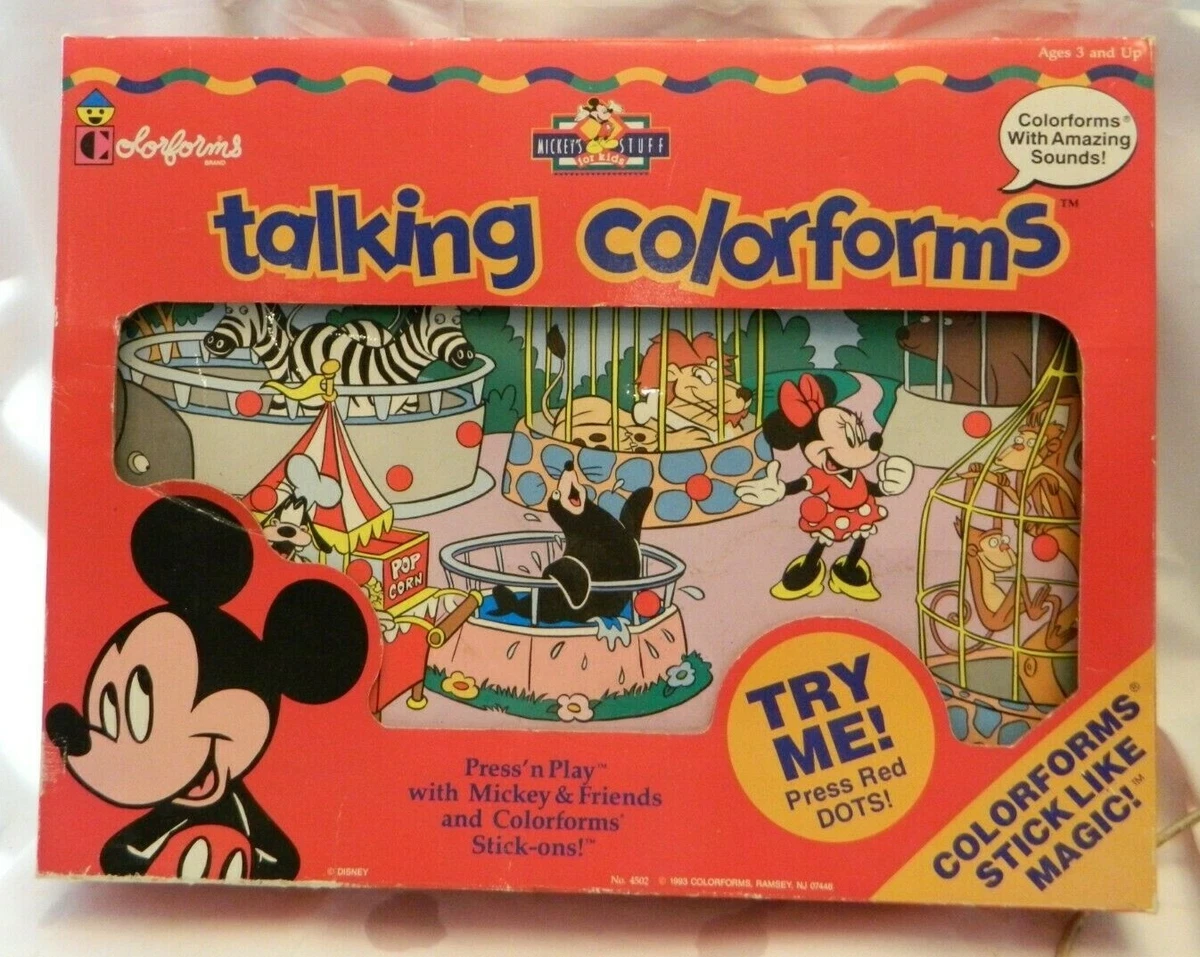 Ages 3 and Up
Colorforms
BRAND
MICKEY'S STUFF
for kids
Colorforms®
With Amazing
Sounds!
talking colorforms™
POP
CORN
TRY
ME!
Press Red
DOTS!
Press'n Play™
with Mickey & Friends
and Colorforms®
Stick-ons!™
COLORFORMS®
STICK LIKE
MAGIC!™
© DISNEY
No. 4502 © 1993 COLORFORMS, RAMSEY, NJ 07446